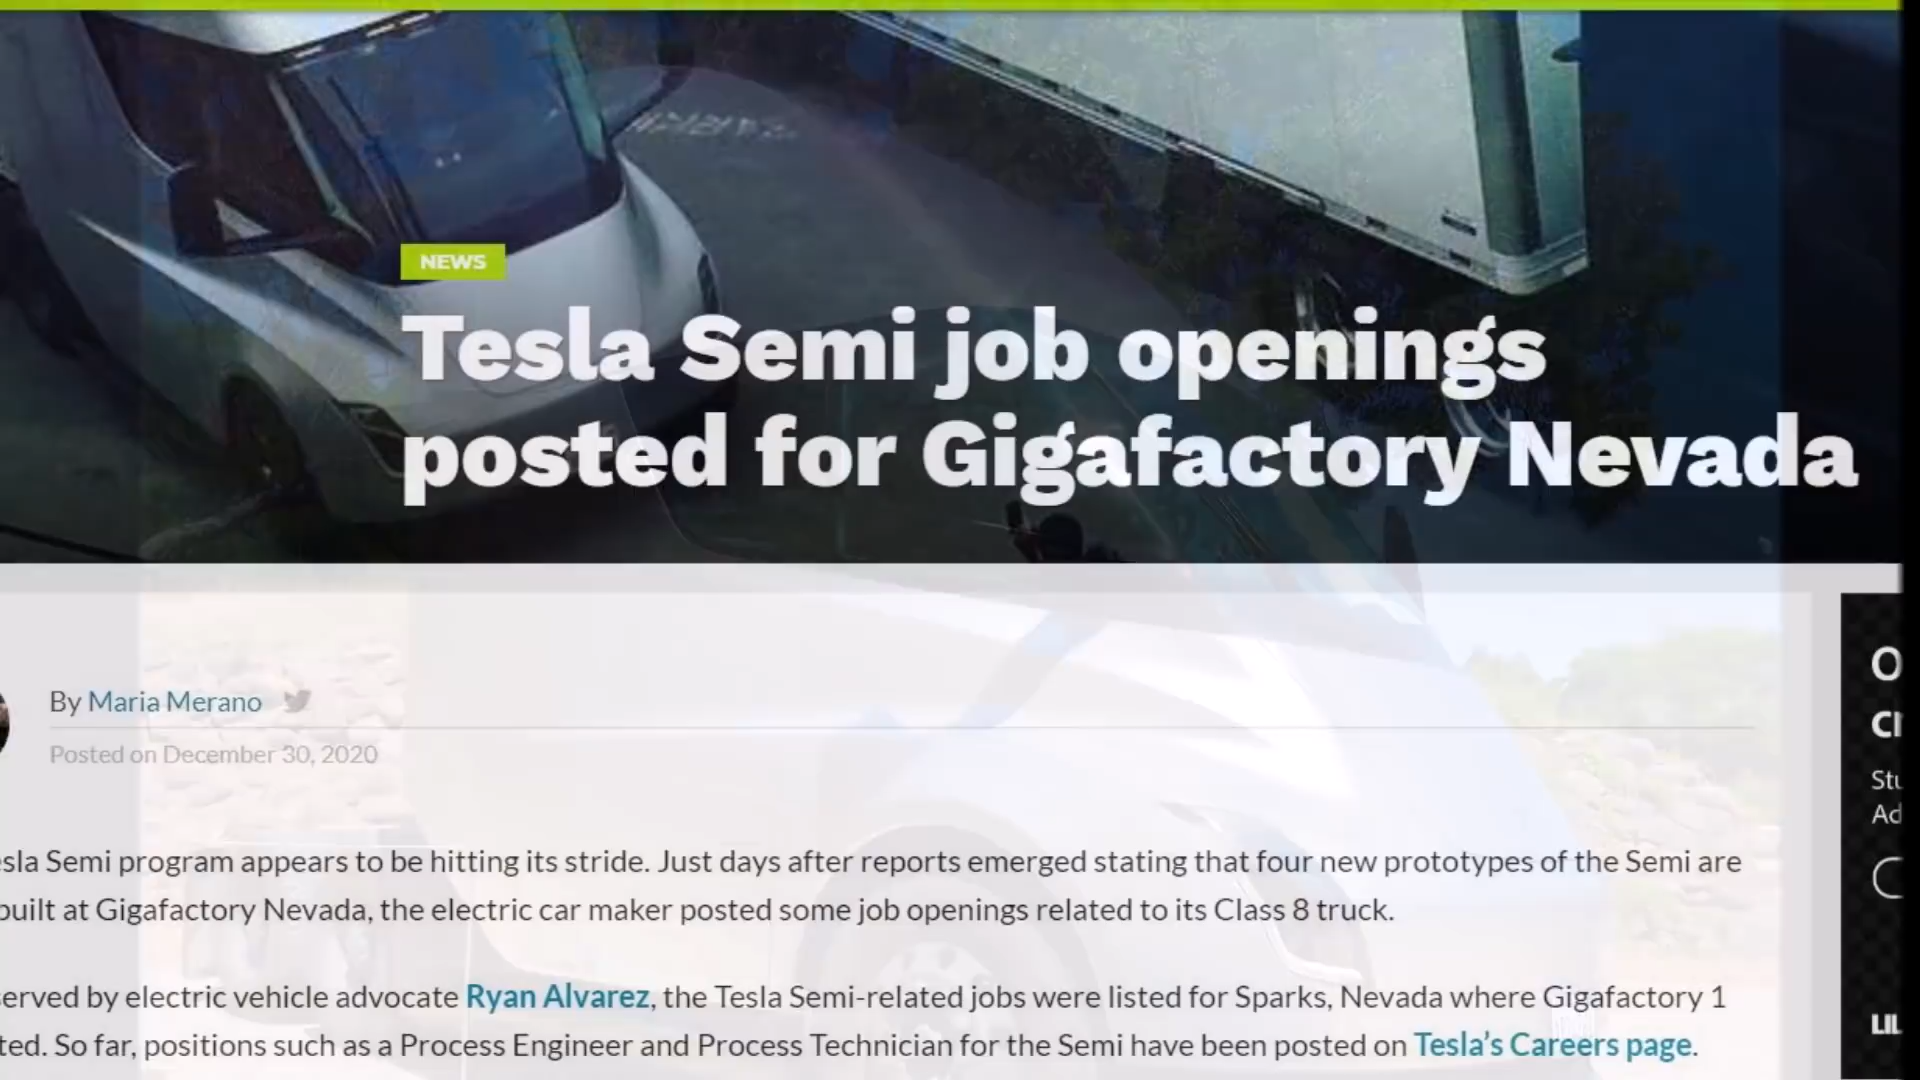 NEWS
Tesla Semi job openings
posted for Gigafactory Nevada
By Maria Merano
Posted on December 30, 2020
sla Semi program appears to be hitting its stride. Just days after reports emerged stating that four new prototypes of the Semi are
built at Gigafactory Nevada, the electric car maker posted some job openings related to its Class 8 truck.
erved by electric vehicle advocate Ryan Alvarez, the Tesla Semi-related jobs were listed for Sparks, Nevada where Gigafactory 1
ted. So far, positions such as a Process Engineer and Process Technician for the Semi have been posted on Tesla's Careers page.